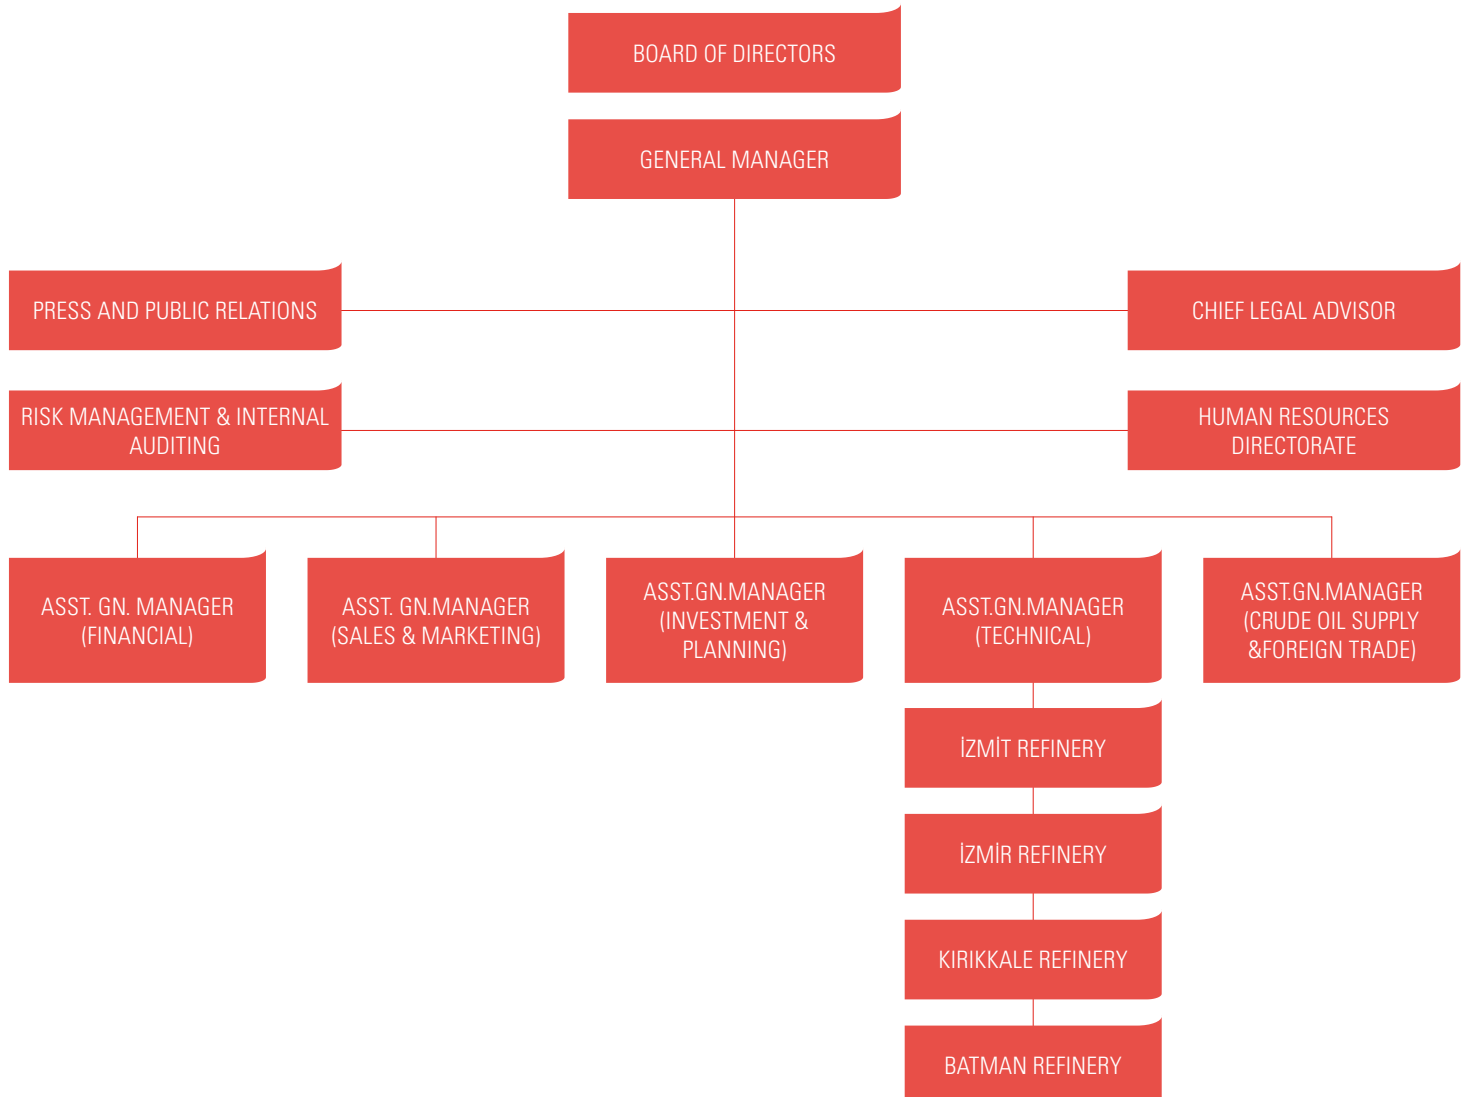 BOARD OF DIRECTORS
GENERAL MANAGER
PRESS AND PUBLIC RELATIONS
CHIEF LEGAL ADVISOR
RISK MANAGEMENT & INTERNAL
AUDITING
HUMAN RESOURCES
DIRECTORATE
ASST. GN. MANAGER
(FINANCIAL)
ASST. GN.MANAGER
(SALES & MARKETING)
ASST.GN.MANAGER
(INVESTMENT &
PLANNING)
ASST.GN.MANAGER
(TECHNICAL)
ASST.GN.MANAGER
(CRUDE OIL SUPPLY
&FOREIGN TRADE)
İZMİT REFINERY
İZMİR REFINERY
KIRIKKALE REFINERY
BATMAN REFINERY